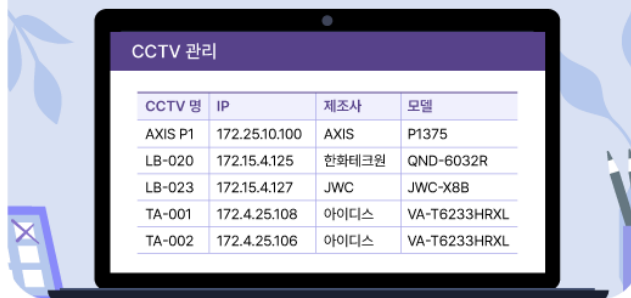 CCTV 관리
CCTV 명 IP 제조사 모델
AXIS P1 172.25.10.100 AXIS P1375
LB-020 172.15.4.125 한화테크원 QND-6032R
LB-023 172.15.4.127 JWC JWC-X8B
TA-001 172.4.25.108 아이디스 VA-T6233HRXL
TA-002 172.4.25.106 아이디스 VA-T6233HRXL